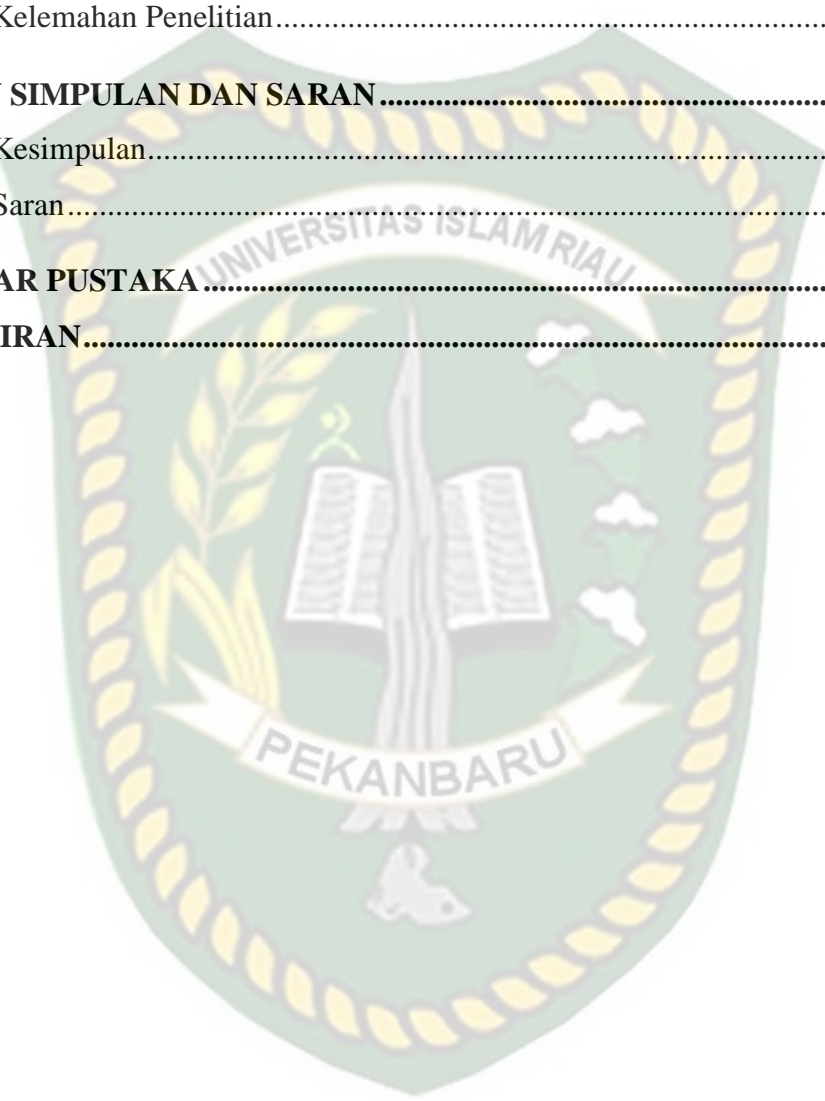 Kelemahan Penelitian....................................................................
SIMPULAN DAN SARAN.......................................................
Kesimpulan....................................................................................
Saran..............................................................................................
AR PUSTAKA..............................................................................
IRAN.............................................................................................
UNIVERSITAS ISLAM RIAU
PEKANBARU